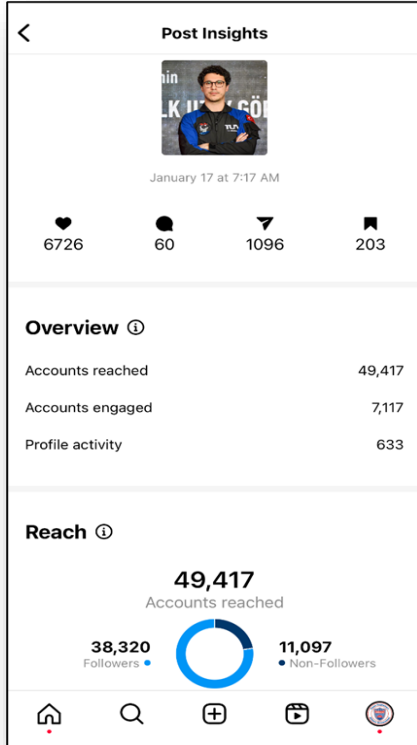 Post Insights
January 17 at 7:17 AM
6726 60 1096 203
Overview
Accounts reached 49,417
Accounts engaged 7,117
Profile activity 633
Reach
49,417
Accounts reached
38,320 11,097
Followers Non-Followers